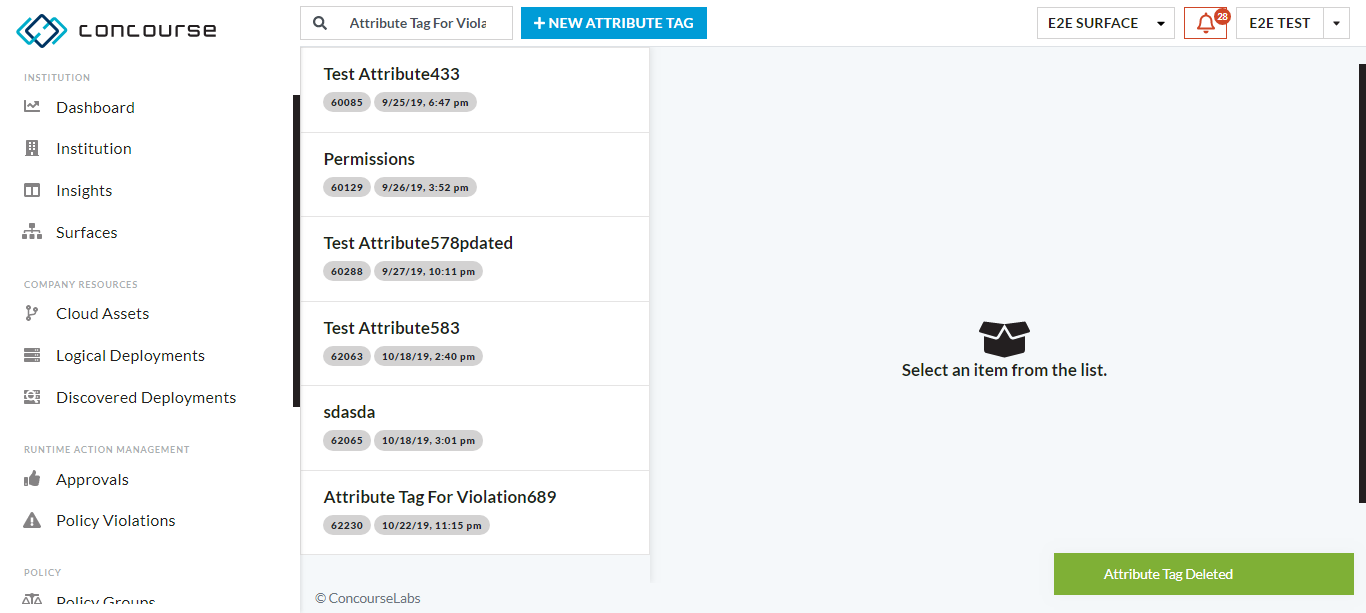 concourse
Attribute Tag For Viola
+ NEW ATTRIBUTE TAG
E2E SURFACE
28
E2E TEST
INSTITUTION
Dashboard
Institution
Insights
Surfaces
COMPANY RESOURCES
Cloud Assets
Logical Deployments
Discovered Deployments
RUNTIME ACTION MANAGEMENT
Approvals
Policy Violations
POLICY
Policy Groups
Test Attribute433
60085 9/25/19, 6:47 pm
Permissions
60129 9/26/19, 3:52 pm
Test Attribute578pdated
60288 9/27/19, 10:11 pm
Test Attribute583
62063 10/18/19, 2:40 pm
sdasda
62065 10/18/19, 3:01 pm
Attribute Tag For Violation689
62230 10/22/19, 11:15 pm
© ConcourseLabs
Select an item from the list.
Attribute Tag Deleted